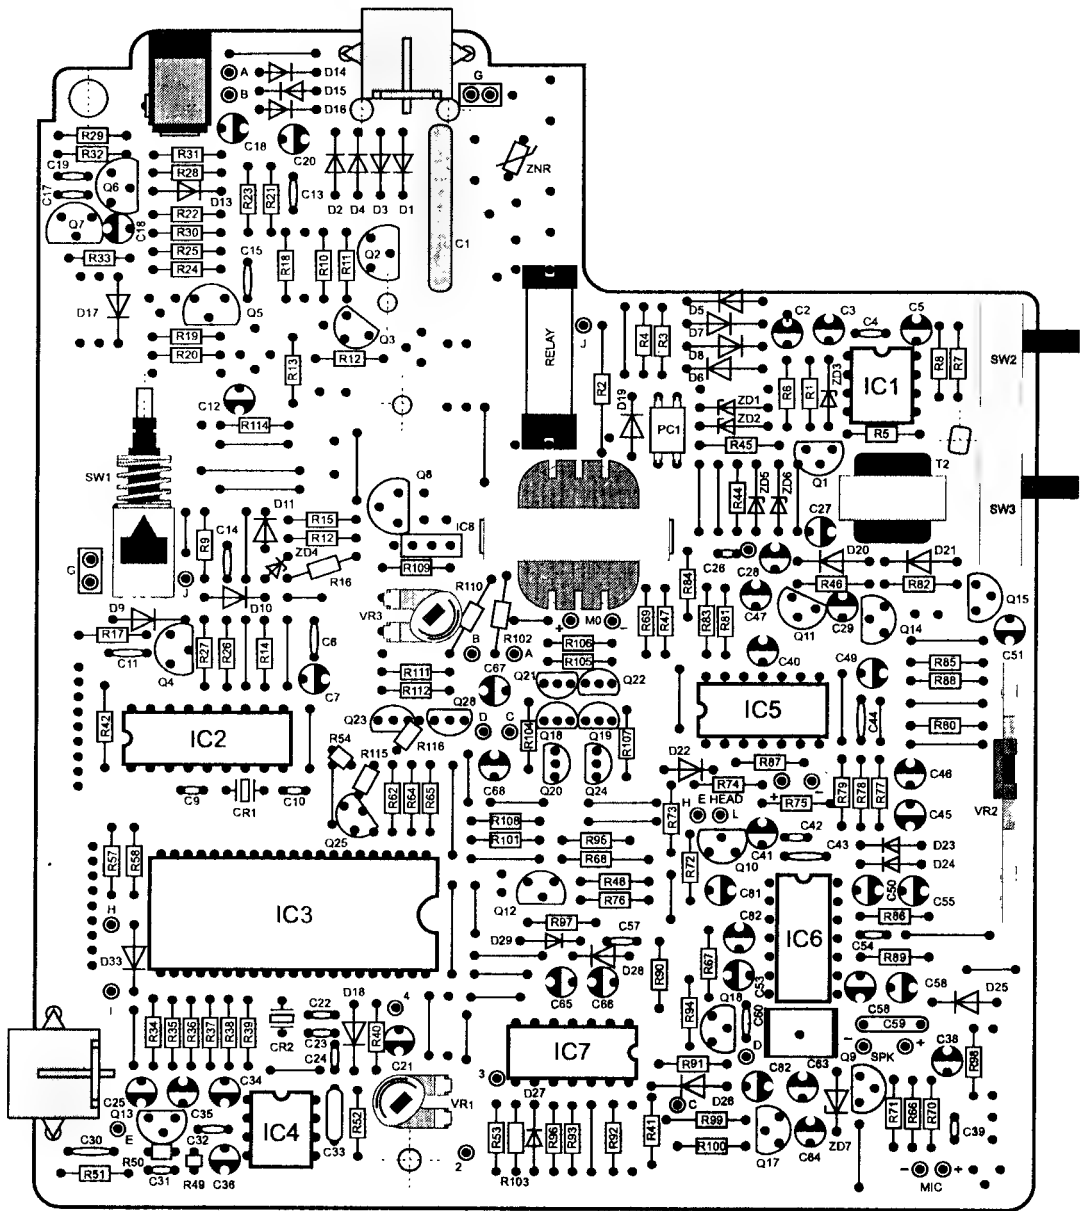 A
D14
B
D15
D16
G
R29
R32
C19
C17
Q6
Q7
C18
R33
D17
R31
R28
D13
R22
R30
R25
R24
C18
C20
R23
R21
C13
D2
D4
D3
D1
C1
ZNR
C15
R18
R10
R11
Q2
Q5
Q3
R19
R20
R13
R12
C12
R114
SW1
RELAY
J
R4
R3
R2
D19
PC1
D5
D7
D8
D6
ZD1
ZD2
R45
C2
C3
C4
C5
R6
R1
ZD3
IC1
R8
R7
R5
SW2
T2
SW3
R44
ZD5
ZD6
Q1
C27
Q8
IC8
R109
D11
R15
R12
ZD4
R16
R9
C14
G
J
D10
D9
R17
C11
Q4
R27
R26
R14
C6
C7
VR3
R110
R102
B
A
+
M0
-
R106
R105
R111
R112
C67
Q21
Q22
R69
R47
R84
R83
R81
C26
C28
C47
D20
D21
R46
R82
Q11
C29
Q14
Q15
C51
C40
C49
R85
R88
R80
C44
IC5
R42
IC2
C9
CR1
C10
Q23
Q28
D
C
R116
R115
R54
R104
Q18
Q19
R107
Q20
Q24
C68
R62
R64
R65
Q25
D22
R87
R74
R75
+
-
R79
R78
R77
C46
C45
VR2
R108
R101
R95
R68
R73
H
E
HEAD
L
R72
Q10
C41
C42
C43
D23
D24
R57
R58
H
D33
I
IC3
Q12
R48
R76
R97
D29
C57
D28
C65
C66
R90
C81
C82
R67
C53
IC6
C50
C55
R86
C54
R89
C58
C58
D25
R34
R35
R36
R37
R38
R39
CR2
C22
C23
C24
D18
R40
4
C21
IC7
R94
Q18
C60
D
C83
C59
-
SPK
+
C38
R98
C25
C34
C35
Q13
E
C30
R51
R50
C31
C32
R49
C36
IC4
C33
R52
VR1
3
2
R53
R103
D27
R96
R93
R92
R41
R91
D26
C
R99
R100
C82
Q17
C64
ZD7
Q9
R71
R66
R70
C39
-
+
MIC